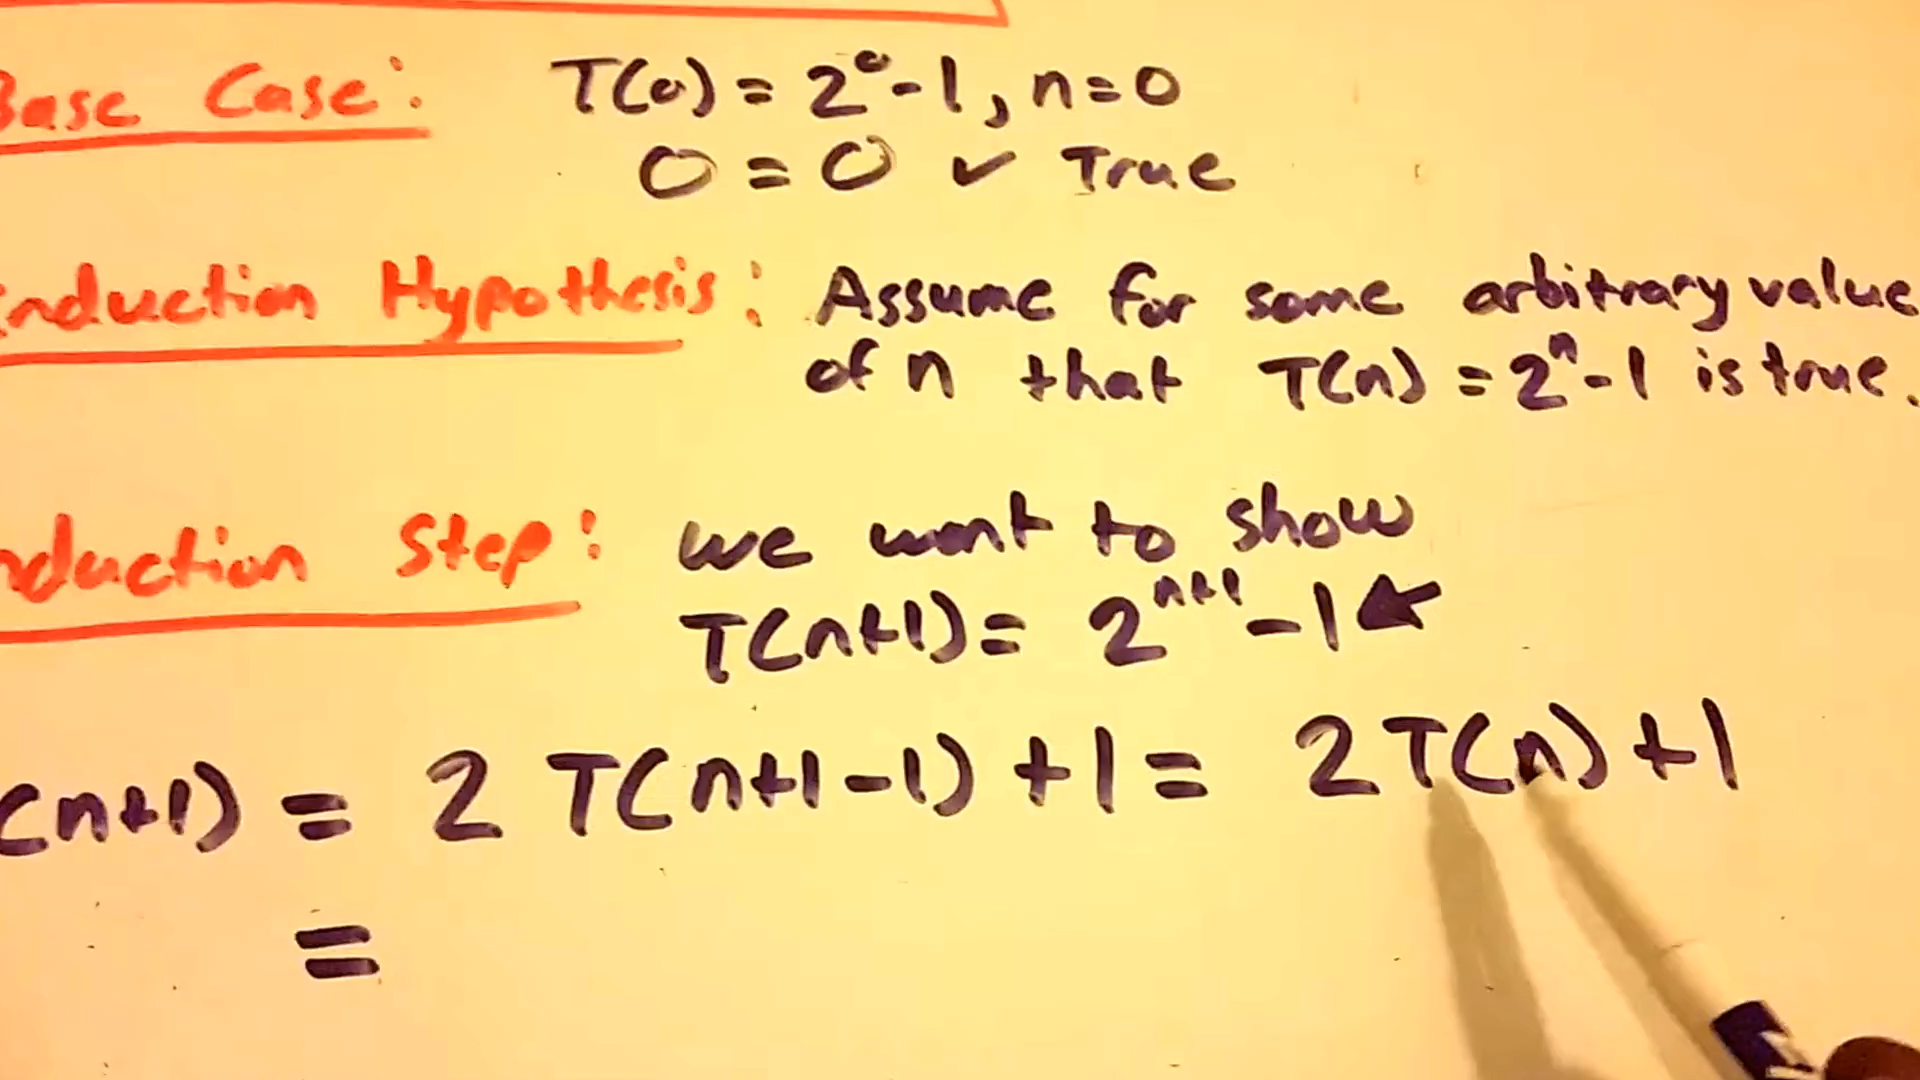 Base Case: T(0) = 2⁰ - 1, n = 0
0 = 0 ✓ True
Induction Hypothesis: Assume for some arbitrary value
of n that T(n) = 2ⁿ - 1 is true.
nduction Step: we want to show
T(n+1) = 2ⁿ⁺¹ - 1
(n+1) = 2 T(n+1-1) + 1 = 2 T(n) + 1
=